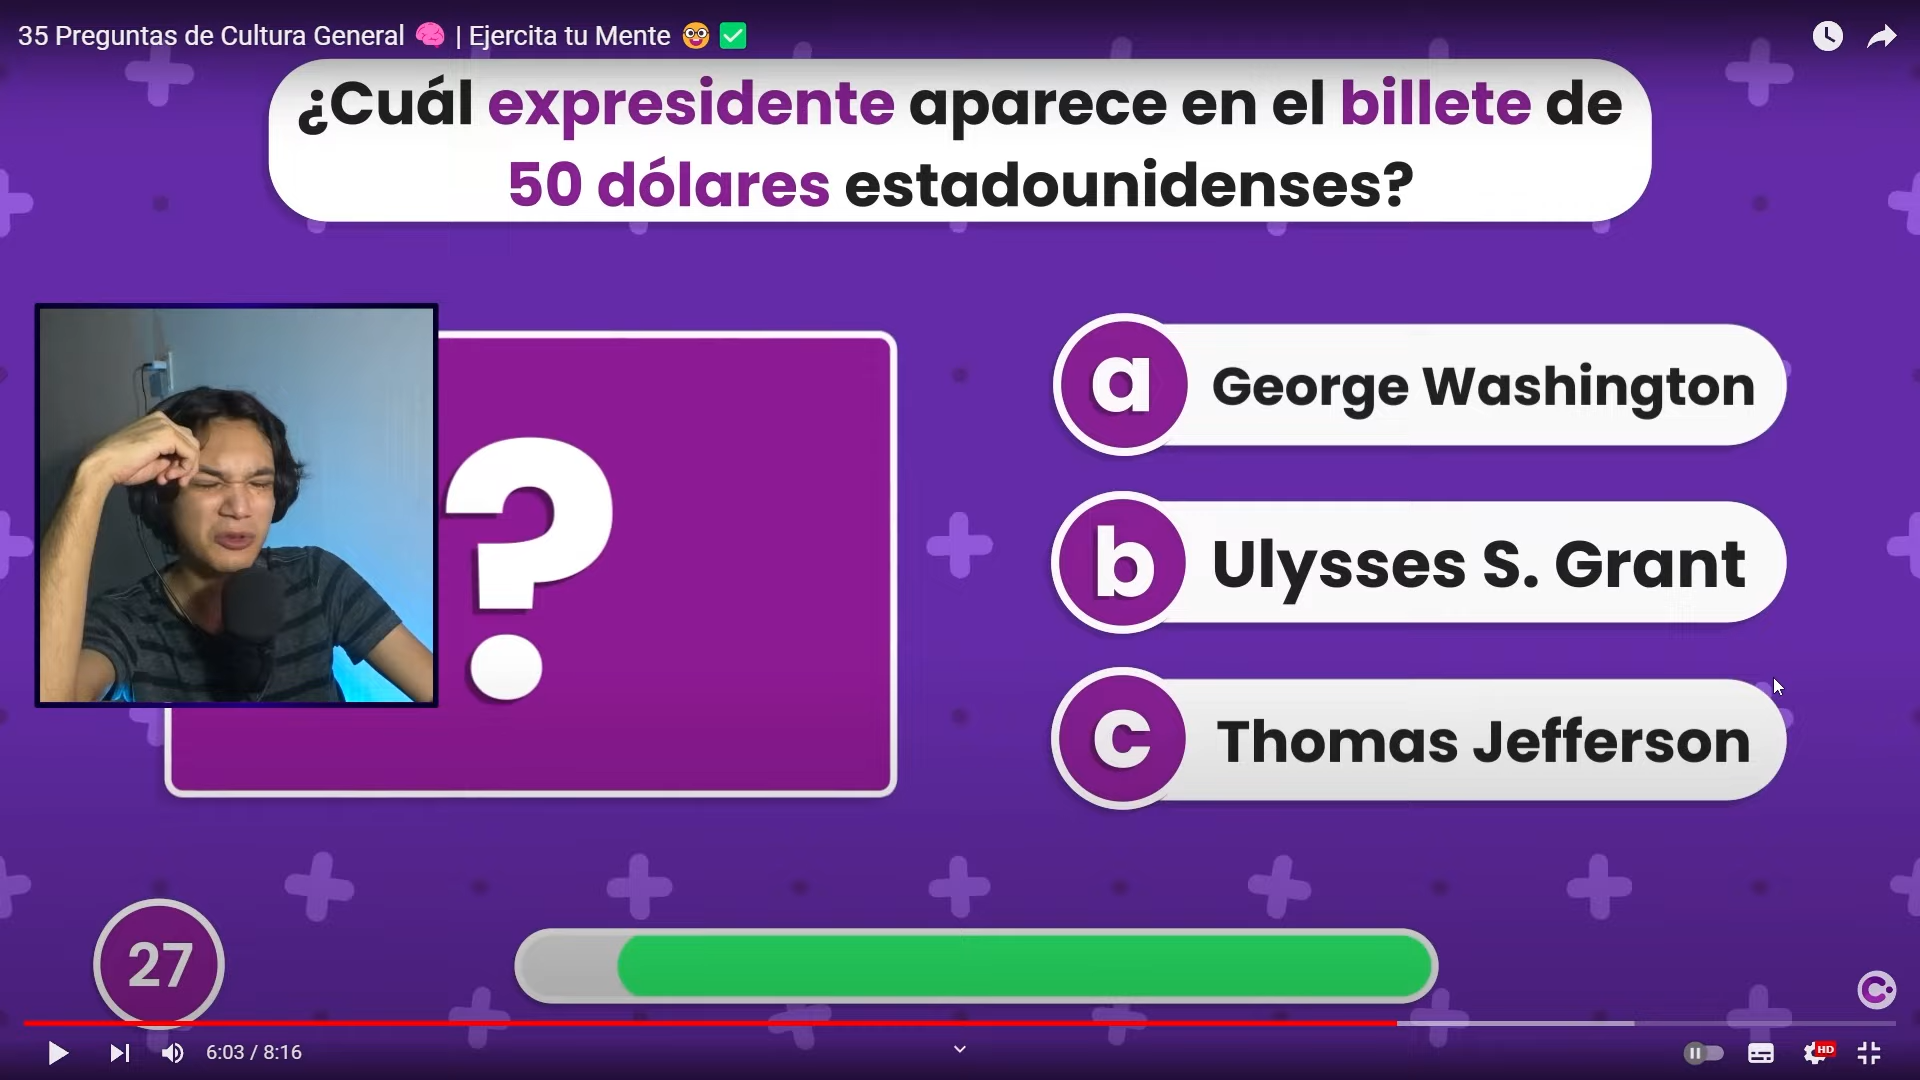 35 Preguntas de Cultura General 🧠 | Ejercita tu Mente 🤓 ✅
¿Cuál expresidente aparece en el billete de
50 dólares estadounidenses?
?
a George Washington
b Ulysses S. Grant
c Thomas Jefferson
27
C
6:03 / 8:16
HD